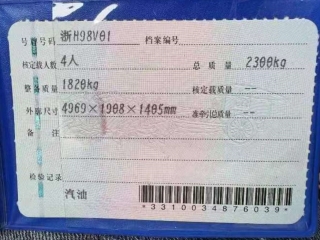 号牌号码 浙H98V01 档案编号
核定载人数 4人 总质量 2300kg
整备质量 1820kg 核定载质量 --
外廓尺寸 4969×1908×1405mm 准牵引总质量 --
备注
检验记录
汽油
*3310034876039*